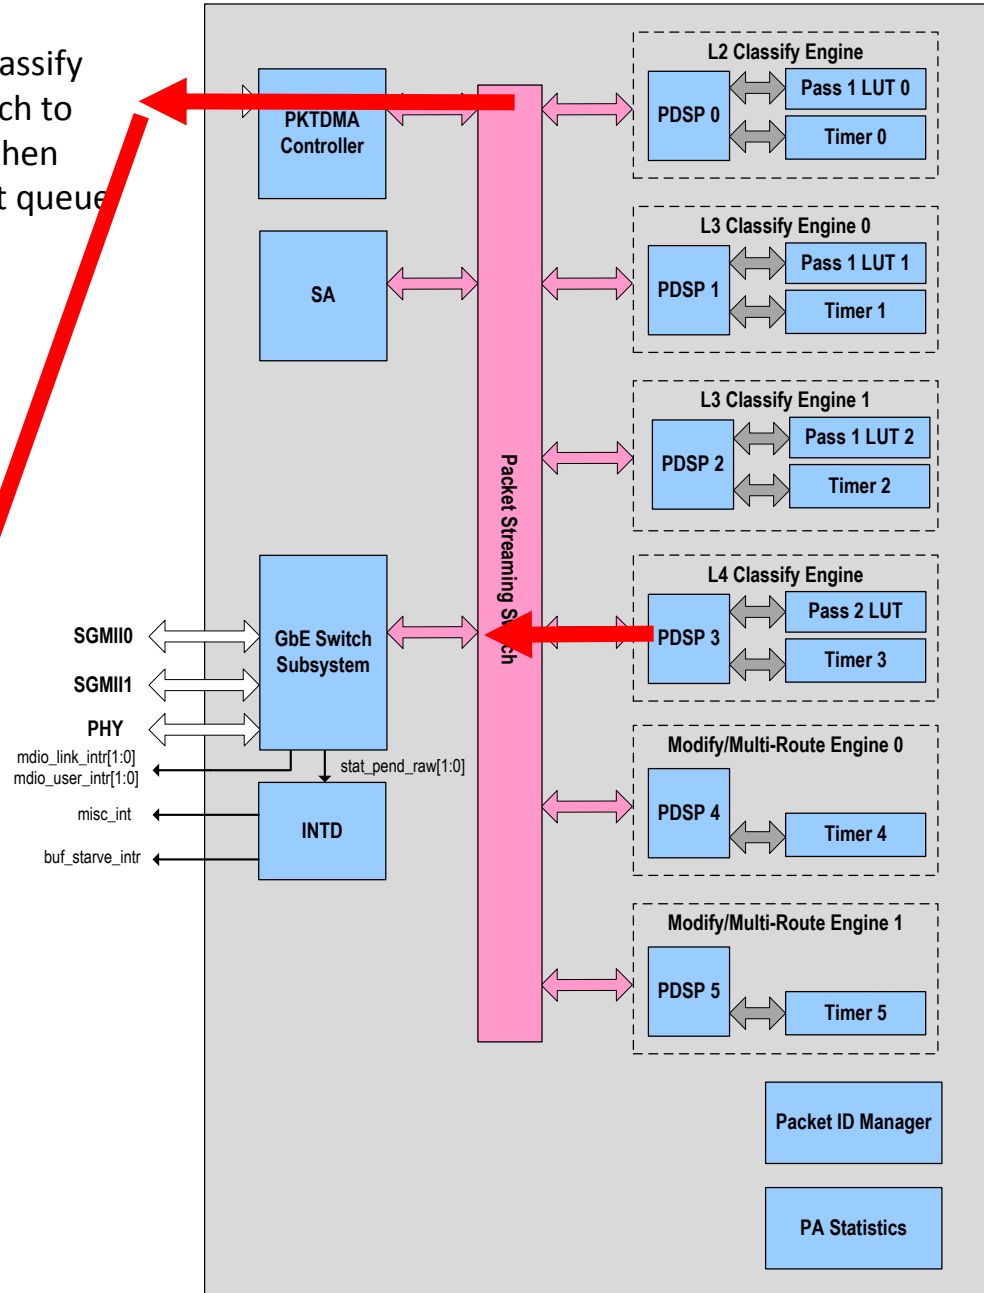 assify
ch to
hen
t queue
PKTDMA
Controller
SA
GbE Switch
Subsystem
SGMII0
SGMII1
PHY
mdio_link_intr[1:0]
mdio_user_intr[1:0]
stat_pend_raw[1:0]
misc_int
INTD
buf_starve_intr
Packet Streaming Switch
L2 Classify Engine
PDSP 0
Pass 1 LUT 0
Timer 0
L3 Classify Engine 0
PDSP 1
Pass 1 LUT 1
Timer 1
L3 Classify Engine 1
PDSP 2
Pass 1 LUT 2
Timer 2
L4 Classify Engine
PDSP 3
Pass 2 LUT
Timer 3
Modify/Multi-Route Engine 0
PDSP 4
Timer 4
Modify/Multi-Route Engine 1
PDSP 5
Timer 5
Packet ID Manager
PA Statistics